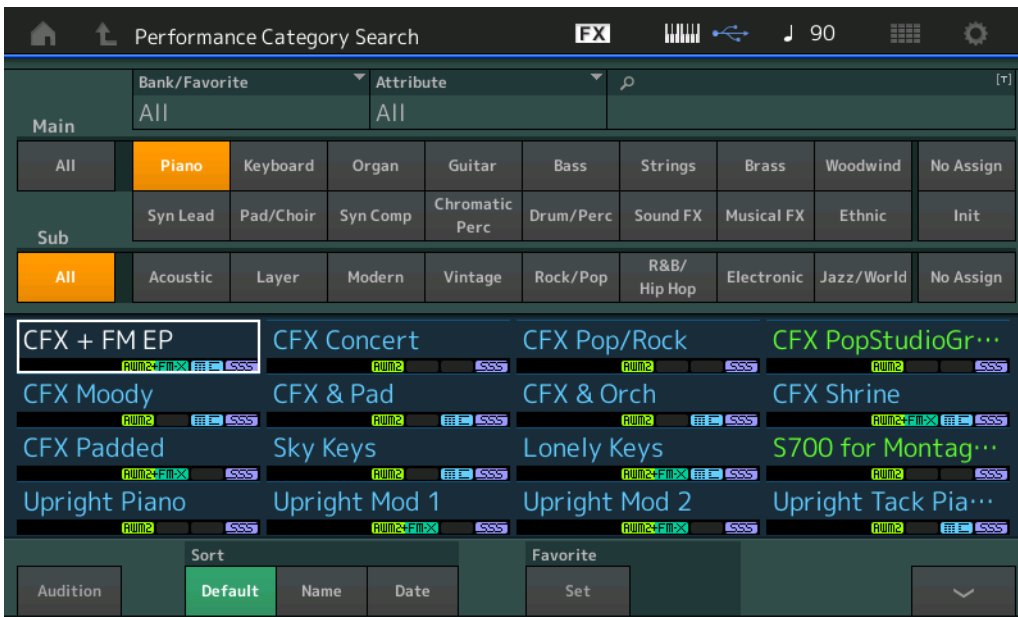 Performance Category Search FX ♩ 90
Bank/Favorite Attribute [T]
Main All All
All Piano Keyboard Organ Guitar Bass Strings Brass Woodwind No Assign
Syn Lead Pad/Choir Syn Comp Chromatic Perc Drum/Perc Sound FX Musical FX Ethnic Init
Sub
All Acoustic Layer Modern Vintage Rock/Pop R&B/ Hip Hop Electronic Jazz/World No Assign
CFX + FM EP CFX Concert CFX Pop/Rock CFX PopStudioGr···
AWM2+FM-X SSS AWM2 SSS AWM2 SSS AWM2 SSS
CFX Moody CFX & Pad CFX & Orch CFX Shrine
AWM2 SSS AWM2 SSS AWM2 SSS AWM2+FM-X SSS
CFX Padded Sky Keys Lonely Keys S700 for Montag···
AWM2+FM-X SSS AWM2 SSS AWM2+FM-X SSS AWM2 SSS
Upright Piano Upright Mod 1 Upright Mod 2 Upright Tack Pia···
AWM2 SSS AWM2+FM-X SSS AWM2+FM-X SSS AWM2 SSS
Sort Favorite
Audition Default Name Date Set